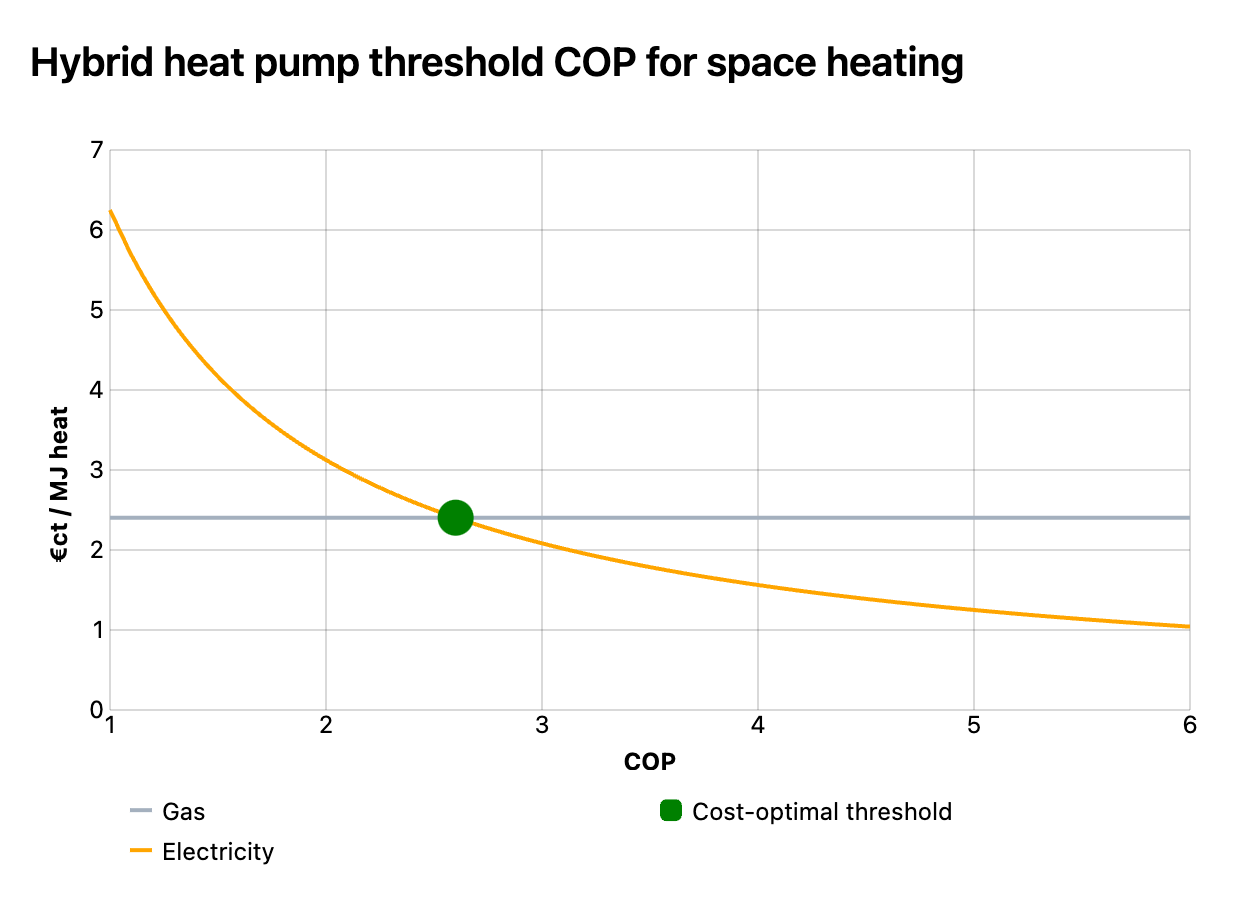 Hybrid heat pump threshold COP for space heating
7
6
5
4
3
2
1
0
€ct / MJ heat
1 2 3 4 5 6
COP
Gas
Cost-optimal threshold
Electricity